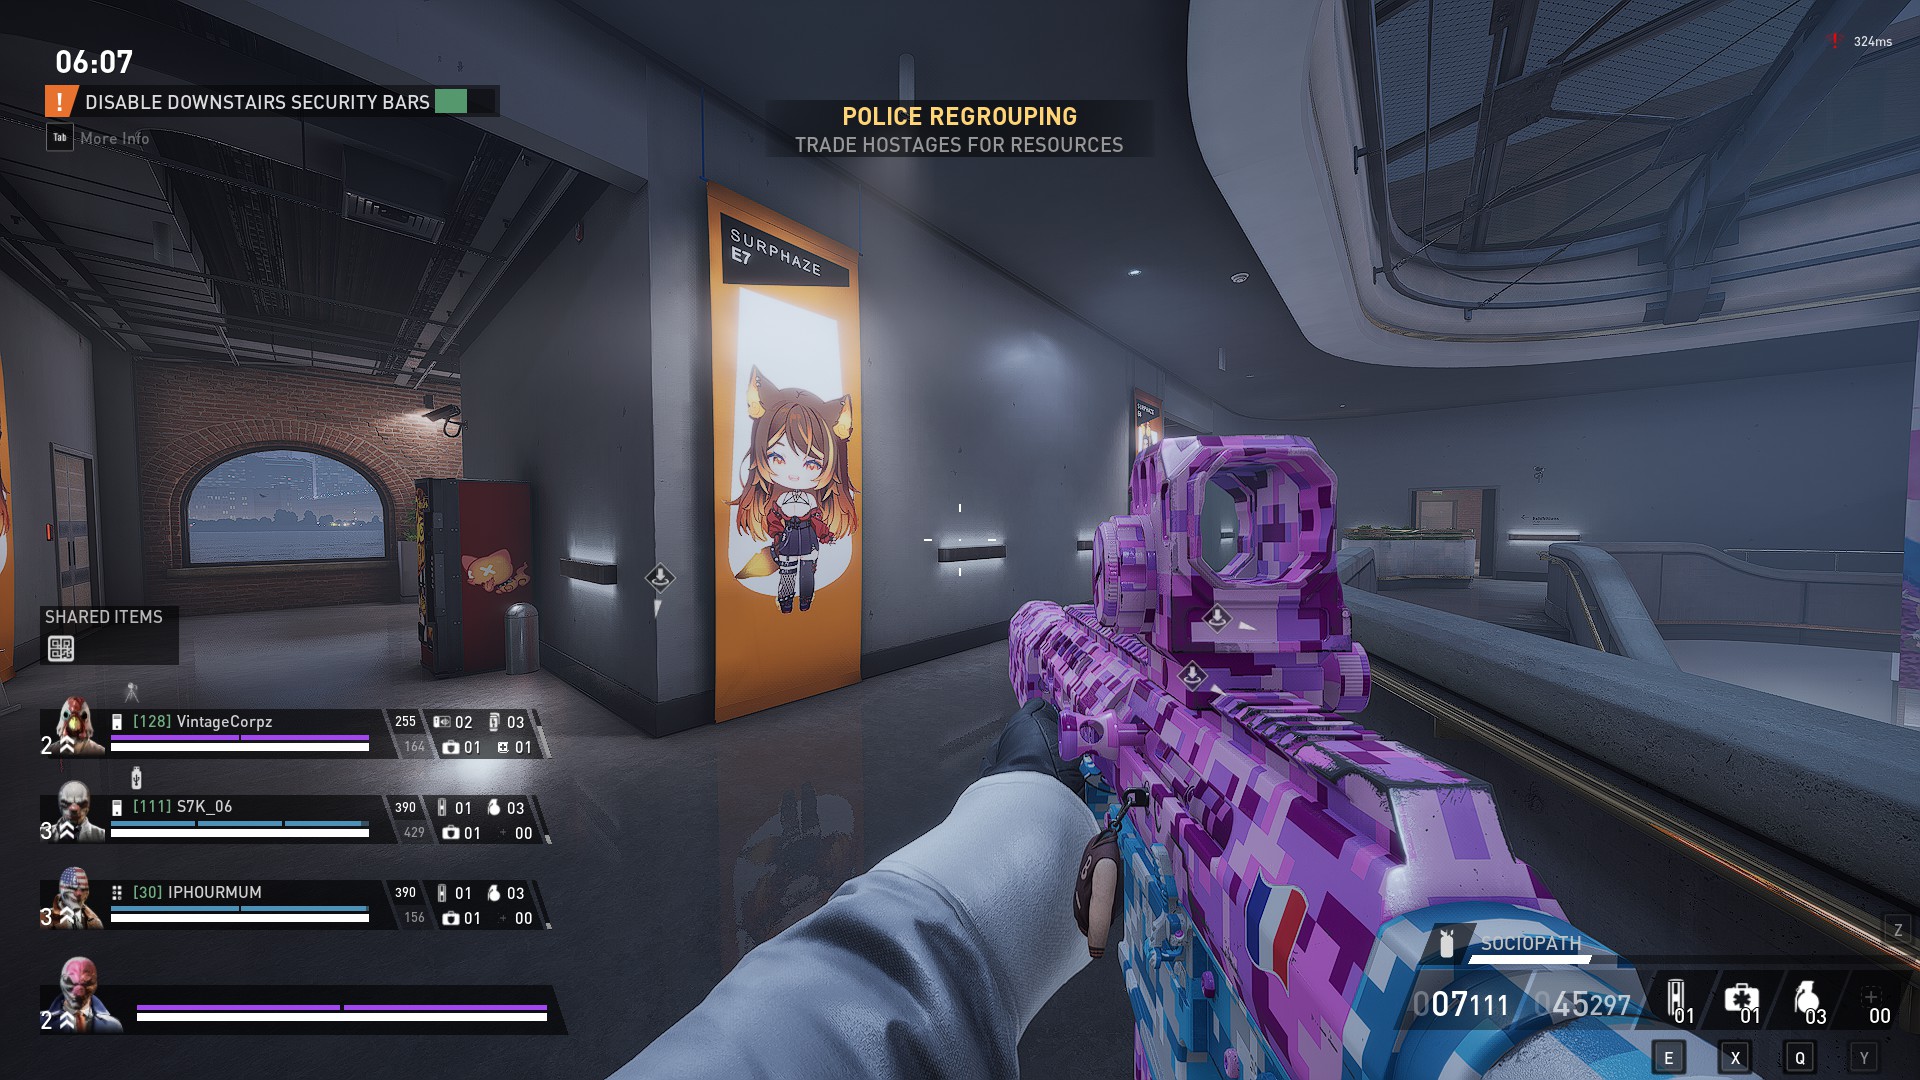 06:07
! DISABLE DOWNSTAIRS SECURITY BARS
Tab More Info
POLICE REGROUPING
TRADE HOSTAGES FOR RESOURCES
! 324ms
SURPHAZE
E7
SURPHAZE
SHARED ITEMS
2 [128] VintageCorpz 255 02 03
164 01 01
3 [111] S7K_06 390 01 03
429 01 00
3 [30] IPHOURMUM 390 01 03
156 01 00
2
Z
SOCIOPATH
007111 045297 01 01 03 00
E X Q Y